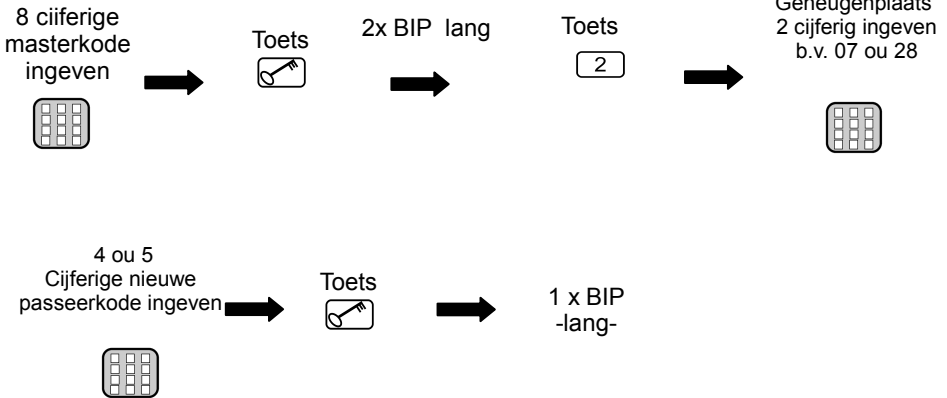 8 ciiferige
masterkode
ingeven
Toets
2x BIP lang
Toets
2
Geheugenplaats
2 cijferig ingeven
b.v. 07 ou 28
4 ou 5
Cijferige nieuwe
passeerkode ingeven
Toets
1 x BIP
-lang-